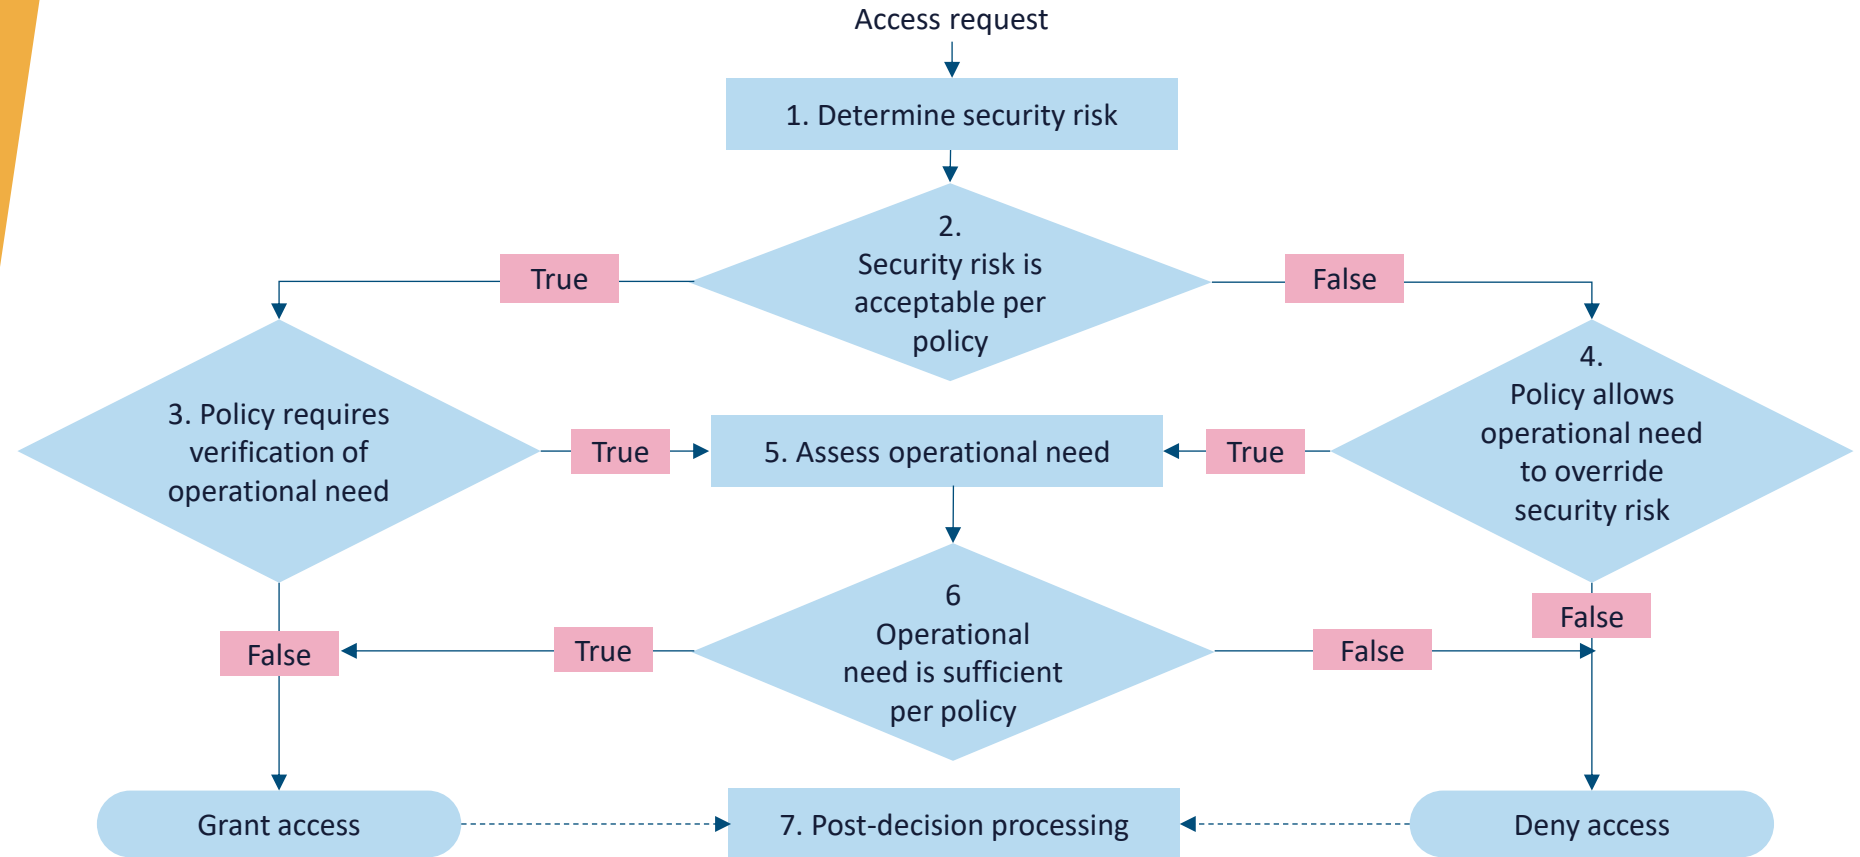 Access request
1. Determine security risk
2.
Security risk is
acceptable per
policy
True
False
3. Policy requires
verification of
operational need
True
5. Assess operational need
True
4.
Policy allows
operational need
to override
security risk
False
True
6
Operational
need is sufficient
per policy
False
False
Grant access
7. Post-decision processing
Deny access